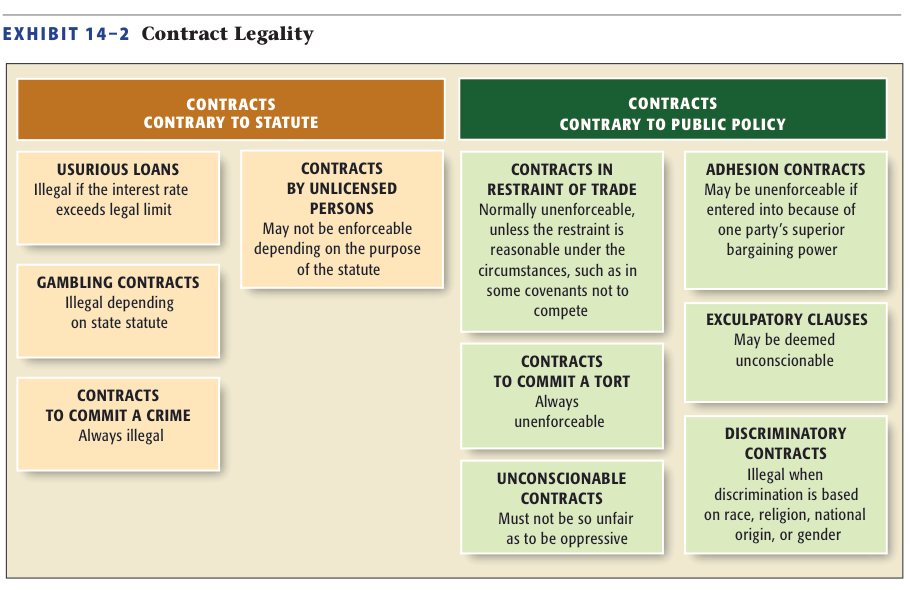 EXHIBIT 14–2 Contract Legality
CONTRACTS
CONTRARY TO STATUTE
USURIOUS LOANS
Illegal if the interest rate
exceeds legal limit
GAMBLING CONTRACTS
Illegal depending
on state statute
CONTRACTS
TO COMMIT A CRIME
Always illegal
CONTRACTS
BY UNLICENSED
PERSONS
May not be enforceable
depending on the purpose
of the statute
CONTRACTS
CONTRARY TO PUBLIC POLICY
CONTRACTS IN
RESTRAINT OF TRADE
Normally unenforceable,
unless the restraint is
reasonable under the
circumstances, such as in
some covenants not to
compete
CONTRACTS
TO COMMIT A TORT
Always
unenforceable
UNCONSCIONABLE
CONTRACTS
Must not be so unfair
as to be oppressive
ADHESION CONTRACTS
May be unenforceable if
entered into because of
one party’s superior
bargaining power
EXCULPATORY CLAUSES
May be deemed
unconscionable
DISCRIMINATORY
CONTRACTS
Illegal when
discrimination is based
on race, religion, national
origin, or gender